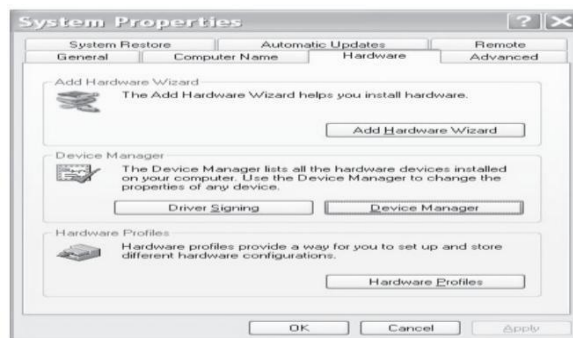 System Properties
System Restore Automatic Updates Remote
General Computer Name Hardware Advanced
Add Hardware Wizard
The Add Hardware Wizard helps you install hardware.
Add Hardware Wizard
Device Manager
The Device Manager lists all the hardware devices installed
on your computer. Use the Device Manager to change the
properties of any device.
Driver Signing Device Manager
Hardware Profiles
Hardware profiles provide a way for you to set up and store
different hardware configurations.
Hardware Profiles
OK Cancel Apply